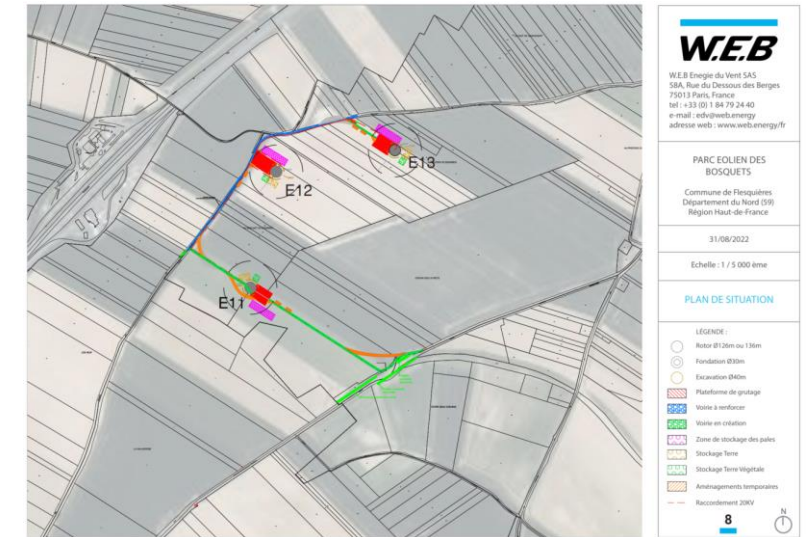 E13
E12
E11
W.E.B
W.E.B Enegie du Vent SAS
58A, Rue du Dessous des Berges
75013 Paris, France
tel : +33 (0) 1 84 79 24 40
e-mail : edv@web.energy
adresse web : www.web.energy/fr
PARC EOLIEN DES
BOSQUETS
Commune de Flesquières
Département du Nord (59)
Région Haut-de-France
31/08/2022
Echelle : 1 / 5 000 ème
PLAN DE SITUATION
LÉGENDE :
Rotor Ø126m ou 136m
Fondation Ø30m
Excavation Ø40m
Plateforme de grutage
Voirie à renforcer
Voirie en création
Zone de stockage des pales
Stockage Terre
Stockage Terre Végétale
Aménagements temporaires
Raccordement 20KV
8
N